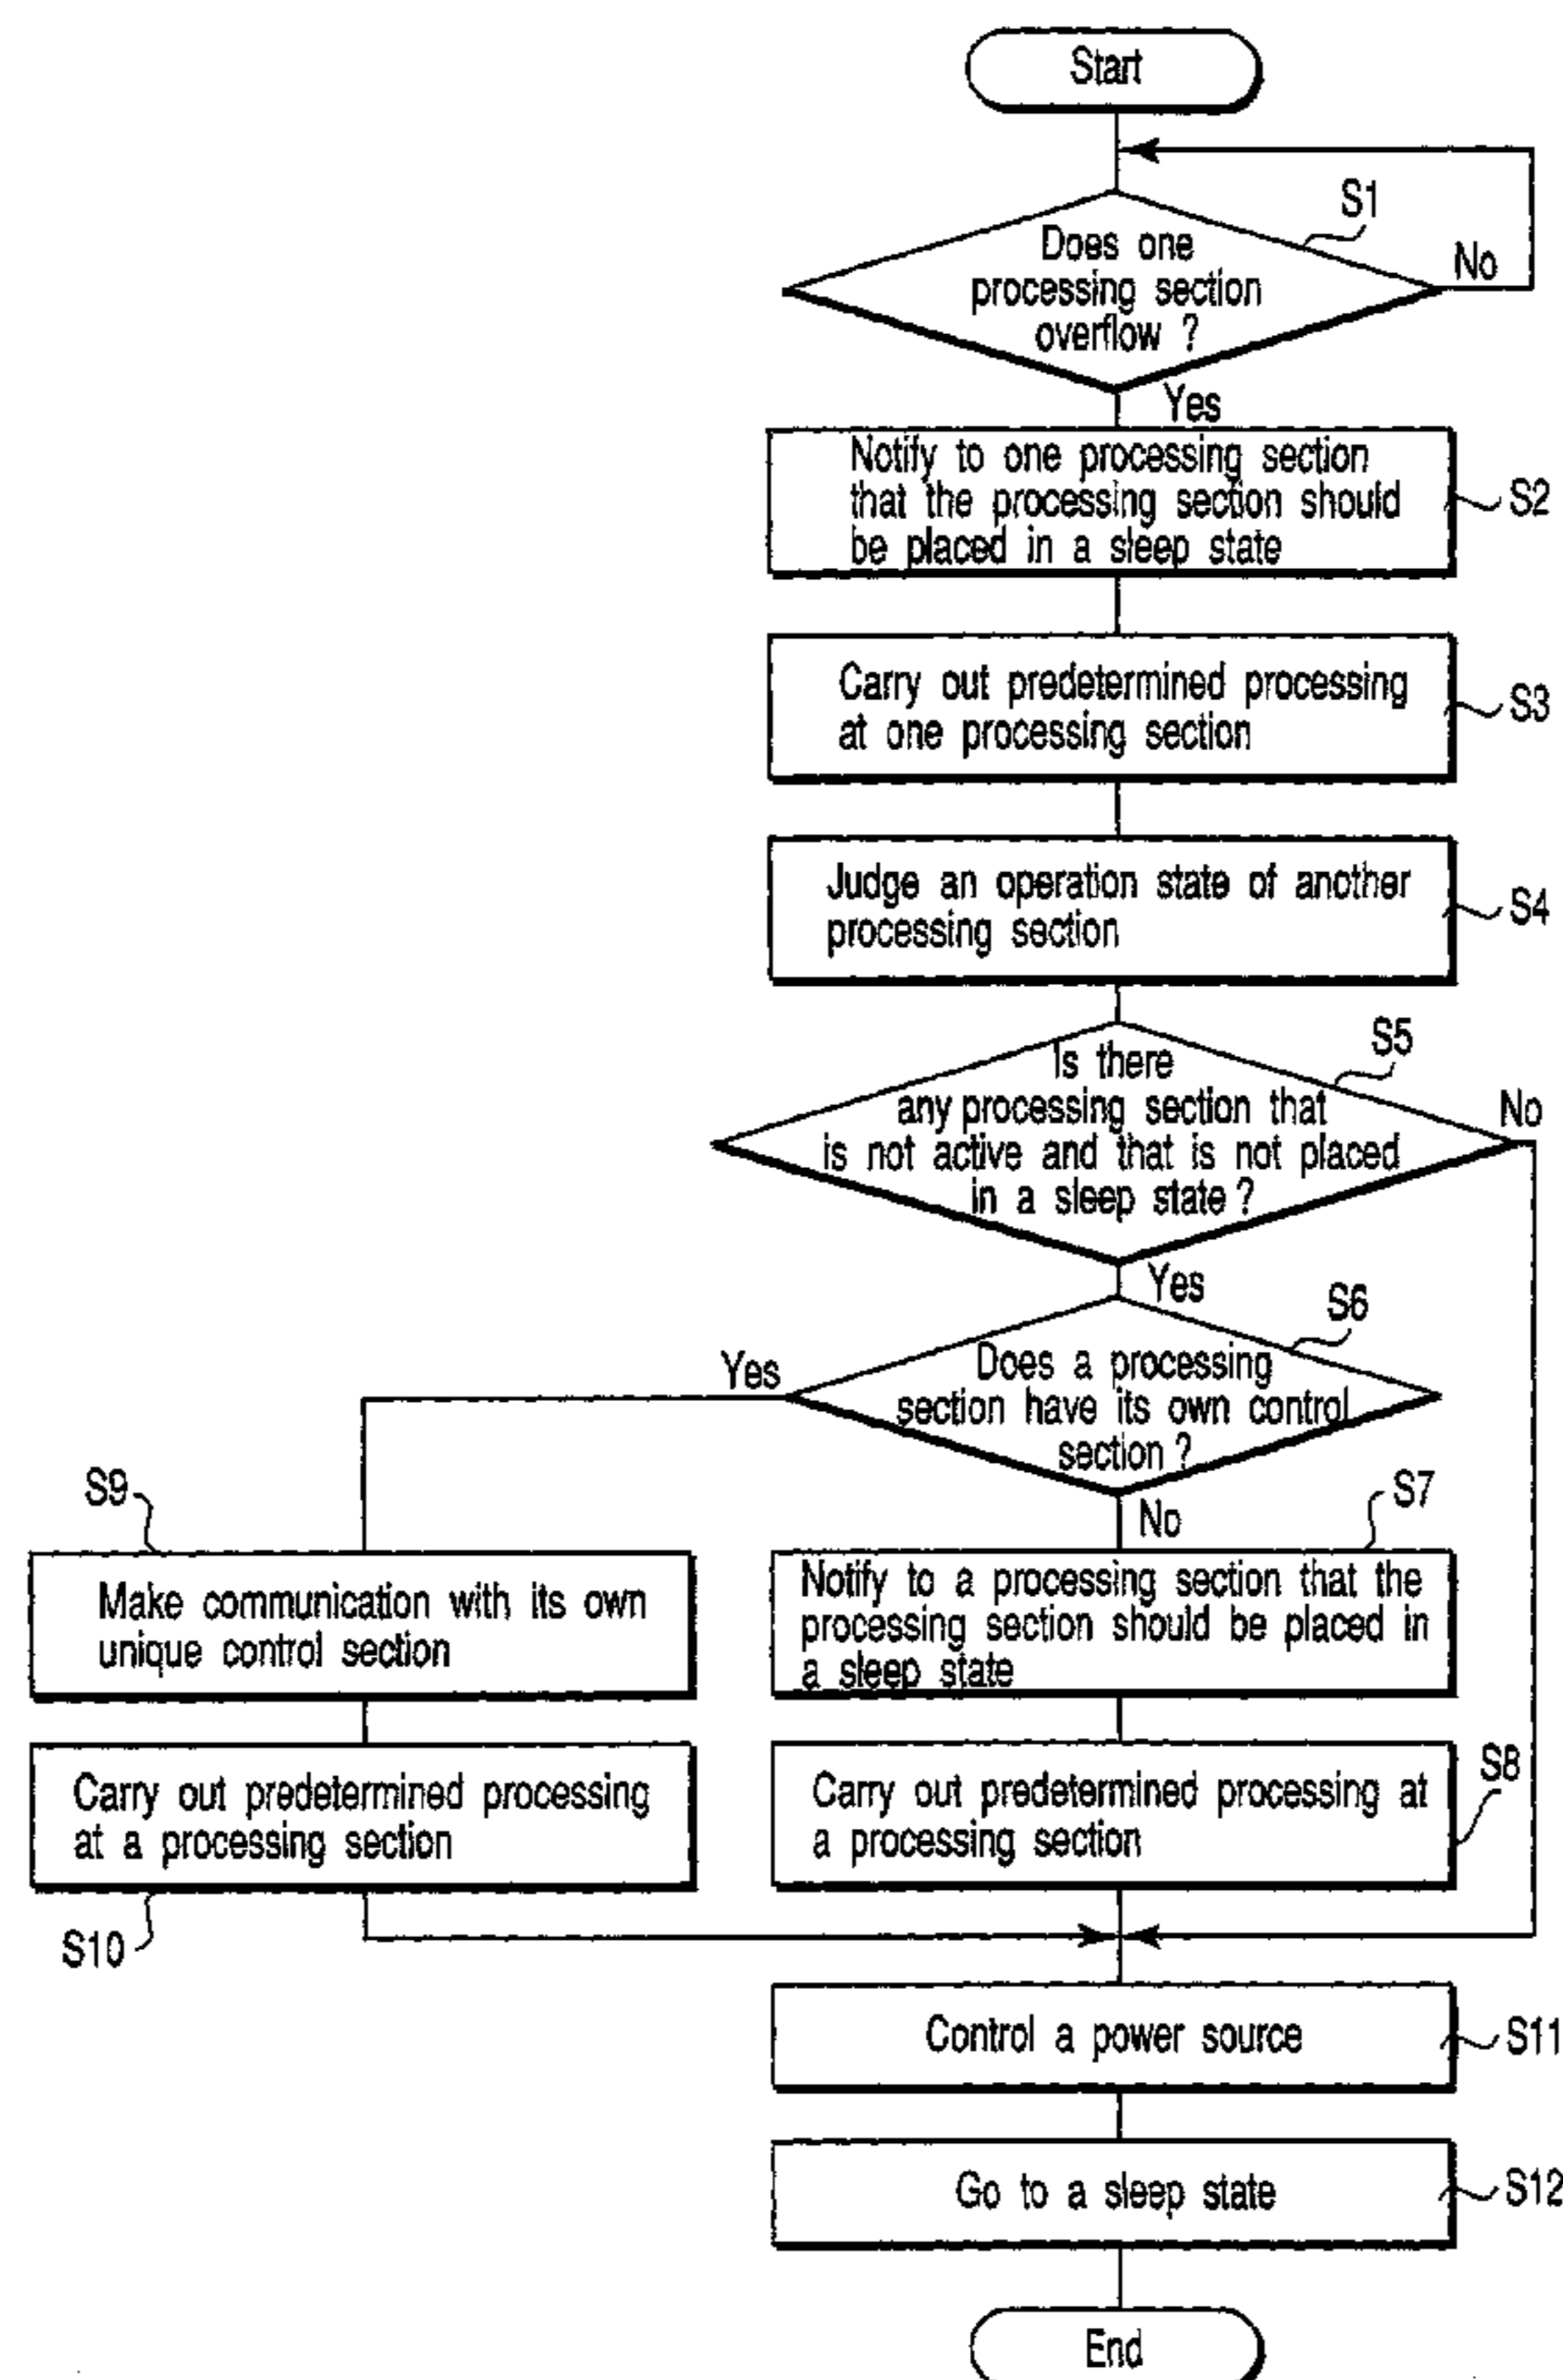 Start
S1
Does one
processing section
overflow ?
No
Yes
Notify to one processing section
that the processing section should
be placed in a sleep state
S2
Carry out predetermined processing
at one processing section
S3
Judge an operation state of another
processing section
S4
S5
Is there
any processing section that
is not active and that is not placed
in a sleep state ?
No
Yes
S6
Does a processing
section have its own control
section ?
Yes
No
S9
Make communication with its own
unique control section
S7
Notify to a processing section that the
processing section should be placed in
a sleep state
Carry out predetermined processing
at a processing section
S10
Carry out predetermined processing at
a processing section
S8
Control a power source
S11
Go to a sleep state
S12
End